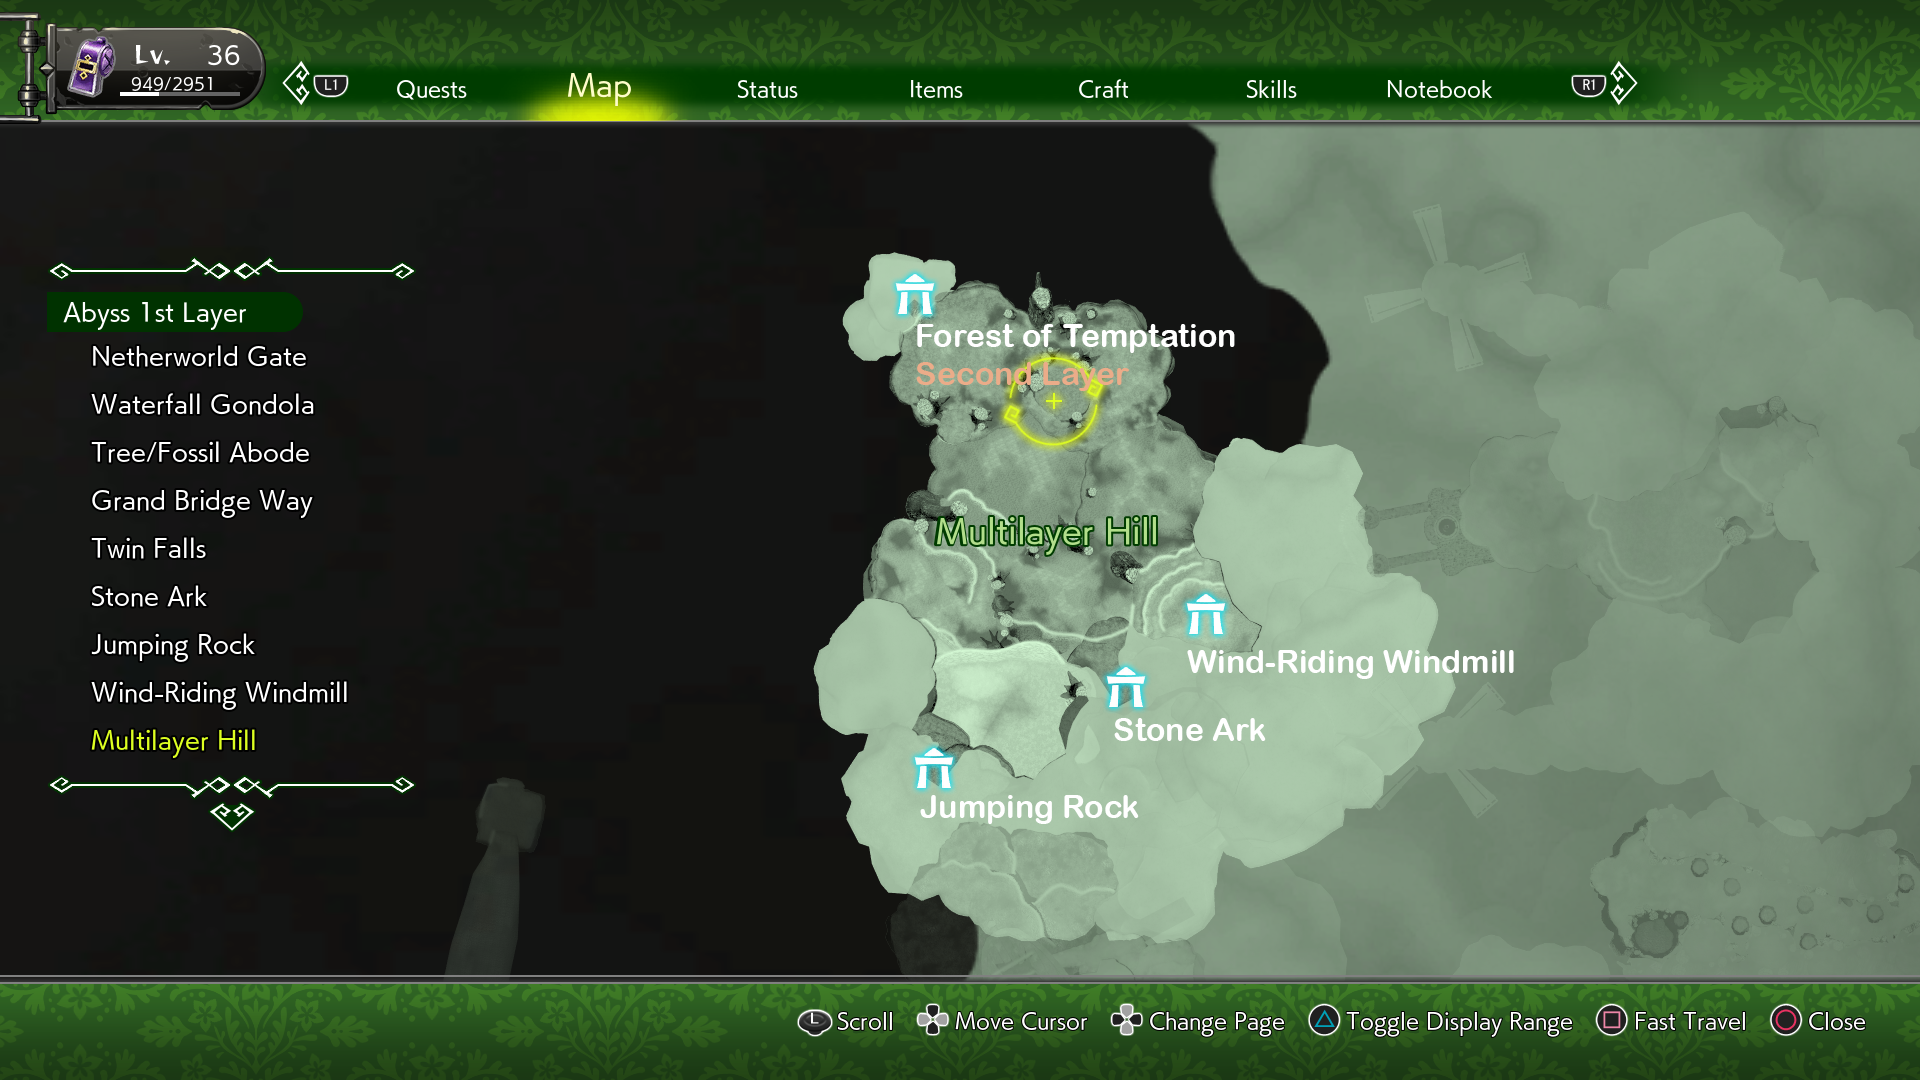 Lv. 36
949/2951
L1
Quests
Map
Status
Items
Craft
Skills
Notebook
R1
Abyss 1st Layer
Netherworld Gate
Waterfall Gondola
Tree/Fossil Abode
Grand Bridge Way
Twin Falls
Stone Ark
Jumping Rock
Wind-Riding Windmill
Multilayer Hill
Forest of Temptation
Second Layer
Multilayer Hill
Wind-Riding Windmill
Stone Ark
Jumping Rock
L Scroll
Move Cursor
Change Page
Toggle Display Range
Fast Travel
Close